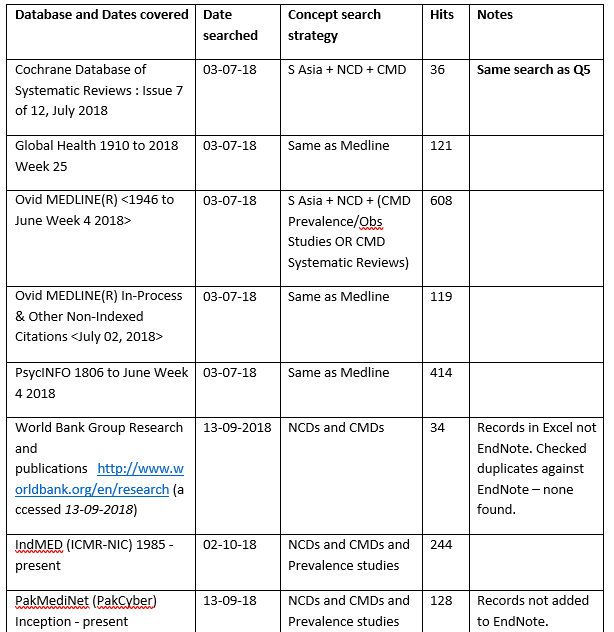 Database and Dates covered
Date searched
Concept search strategy
Hits
Notes
Cochrane Database of
Systematic Reviews : Issue 7
of 12, July 2018
03-07-18
S Asia + NCD + CMD
36
Same search as Q5
Global Health 1910 to 2018
Week 25
03-07-18
Same as Medline
121
Ovid MEDLINE(R) <1946 to
June Week 4 2018>
03-07-18
S Asia + NCD + (CMD
Prevalence/Obs
Studies OR CMD
Systematic Reviews)
608
Ovid MEDLINE(R) In-Process
& Other Non-Indexed
Citations <July 02, 2018>
03-07-18
Same as Medline
119
PsycINFO 1806 to June Week
4 2018
03-07-18
Same as Medline
414
World Bank Group Research
and
publications http://www.w
orldbank.org/en/research (a
ccessed 13-09-2018)
13-09-2018
NCDs and CMDs
34
Records in Excel not
EndNote. Checked
duplicates against
EndNote – none
found.
IndMED (ICMR-NIC) 1985 -
present
02-10-18
NCDs and CMDs and
Prevalence studies
244
PakMediNet (PakCyber)
Inception - present
13-09-18
NCDs and CMDs and
Prevalence studies
128
Records not added
to EndNote.